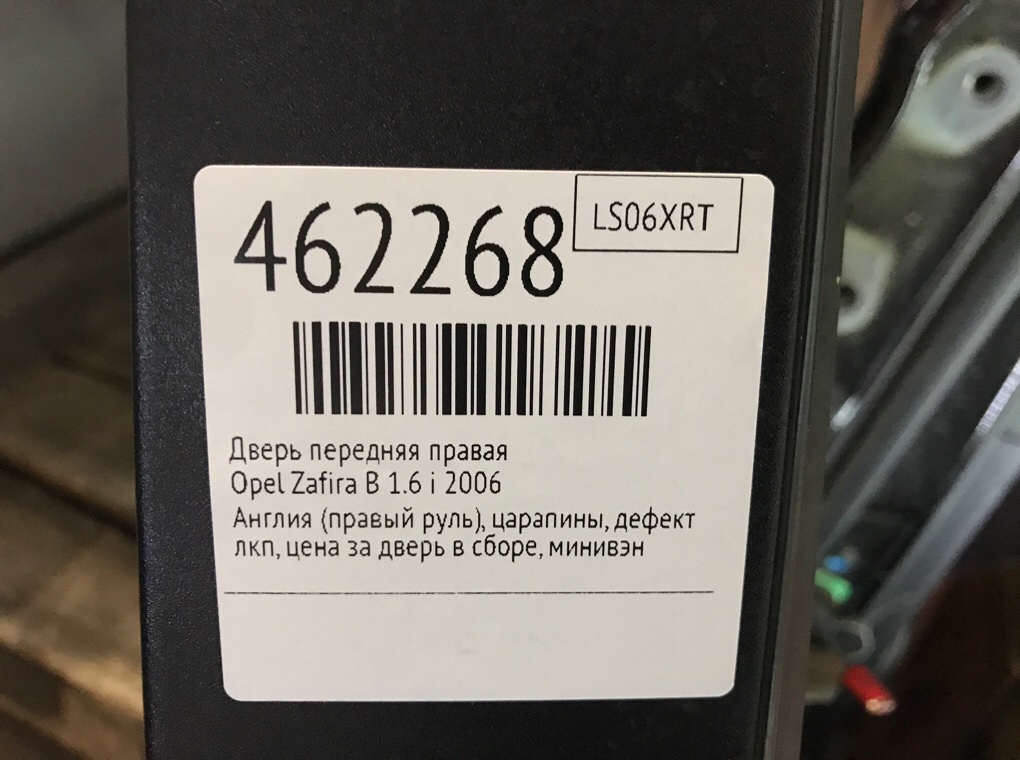 462268
LS06XRT
Дверь передняя правая
Opel Zafira B 1.6 i 2006
Англия (правый руль), царапины, дефект
лкп, цена за дверь в сборе, минивэн